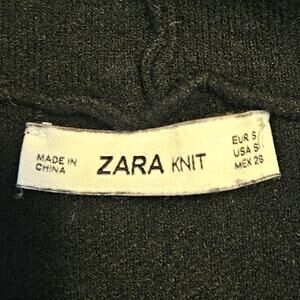 MADE IN
CHINA
ZARA KNIT
EUR S
USA S
MEX 26